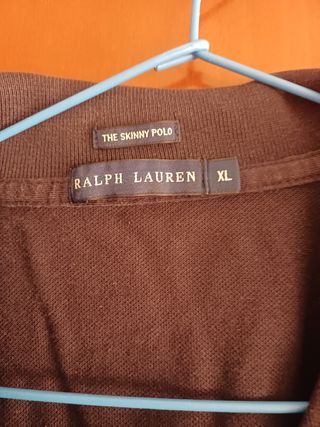 THE SKINNY POLO
RALPH LAUREN XL